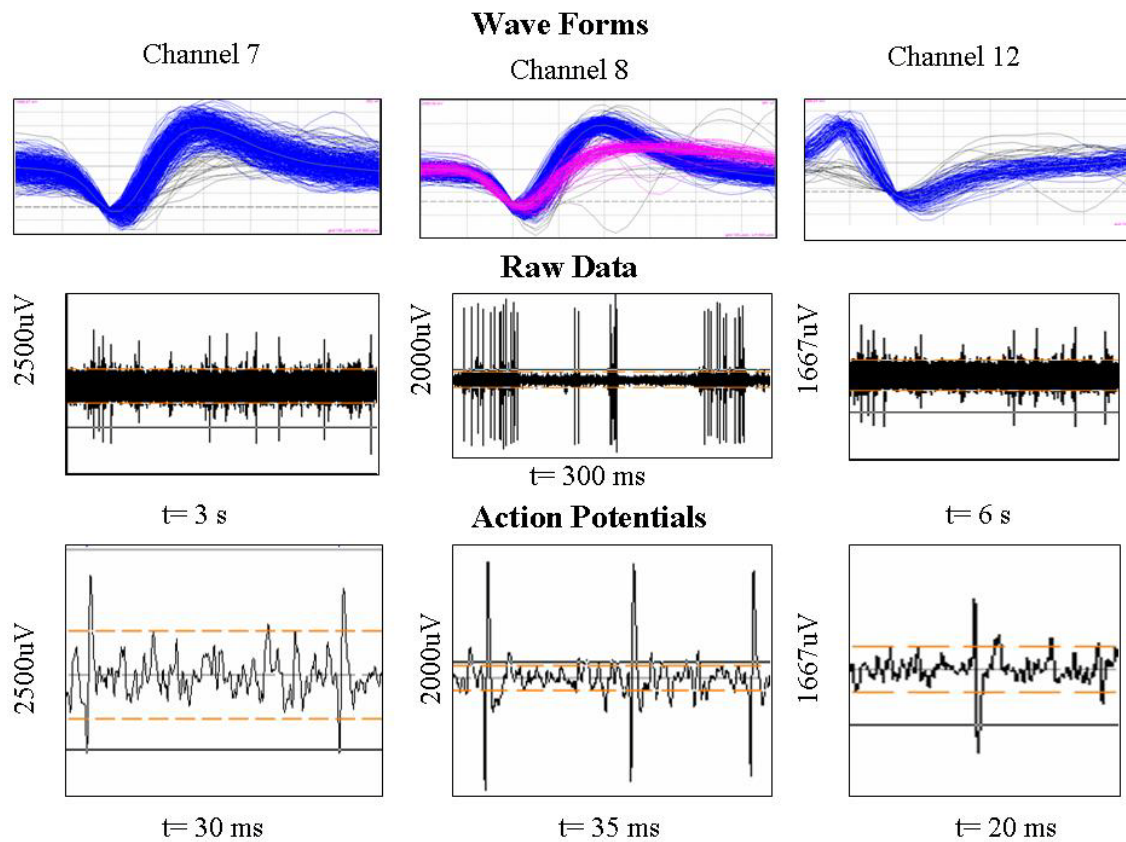 Wave Forms
Channel 7
Channel 8
Channel 12
Raw Data
2500uV
2000uV
1667uV
t= 3 s
t= 300 ms
t= 6 s
Action Potentials
2500uV
2000uV
1667uV
t= 30 ms
t= 35 ms
t= 20 ms